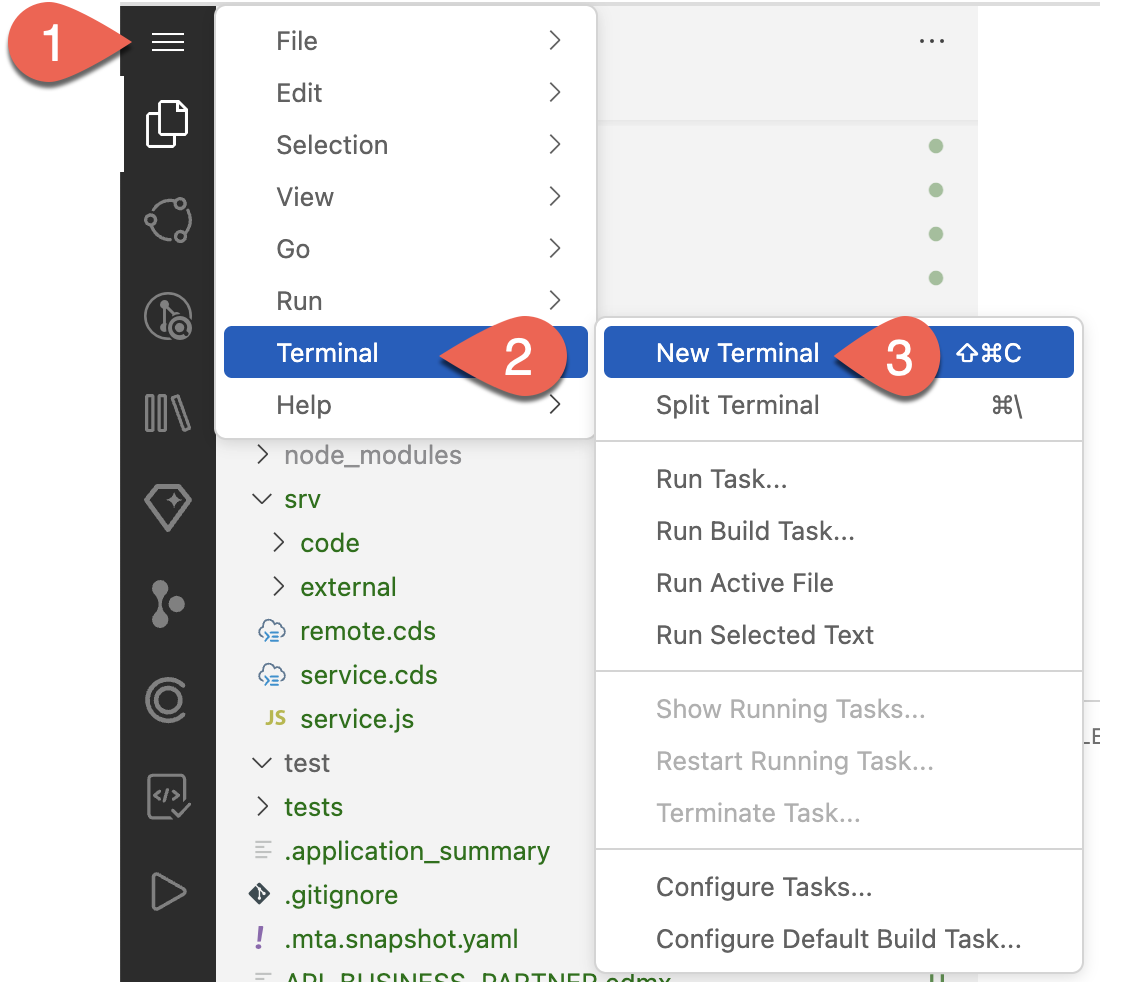 1
File
Edit
Selection
View
Go
Run
Terminal
2
Help
New Terminal
3
⇧⌘C
Split Terminal
⌘\
Run Task...
Run Build Task...
Run Active File
Run Selected Text
Show Running Tasks...
Restart Running Task...
Terminate Task...
Configure Tasks...
Configure Default Build Task...
node_modules
srv
code
external
remote.cds
service.cds
JS service.js
test
tests
.application_summary
.gitignore
! .mta.snapshot.yaml
API_BUSINESS_PARTNER.edmx